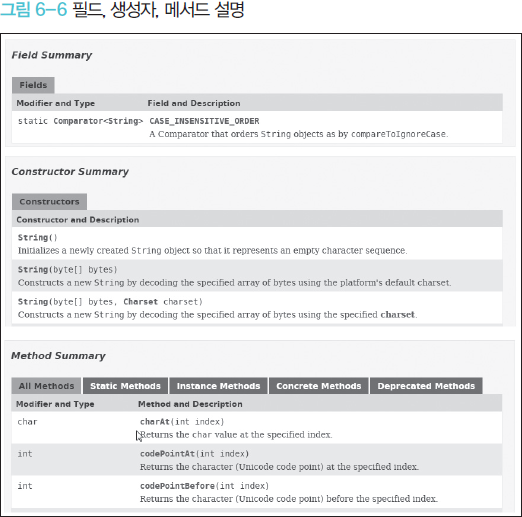 그림 6-6 필드, 생성자, 메서드 설명
Field Summary
Fields
Modifier and Type Field and Description
static Comparator<String> CASE_INSENSITIVE_ORDER
A Comparator that orders String objects as by compareToIgnoreCase.
Constructor Summary
Constructors
Constructor and Description
String()
Initializes a newly created String object so that it represents an empty character sequence.
String(byte[] bytes)
Constructs a new String by decoding the specified array of bytes using the platform's default charset.
String(byte[] bytes, Charset charset)
Constructs a new String by decoding the specified array of bytes using the specified charset.
Method Summary
All Methods Static Methods Instance Methods Concrete Methods Deprecated Methods
Modifier and Type Method and Description
char charAt(int index)
Returns the char value at the specified index.
int codePointAt(int index)
Returns the character (Unicode code point) at the specified index.
int codePointBefore(int index)
Returns the character (Unicode code point) before the specified index.